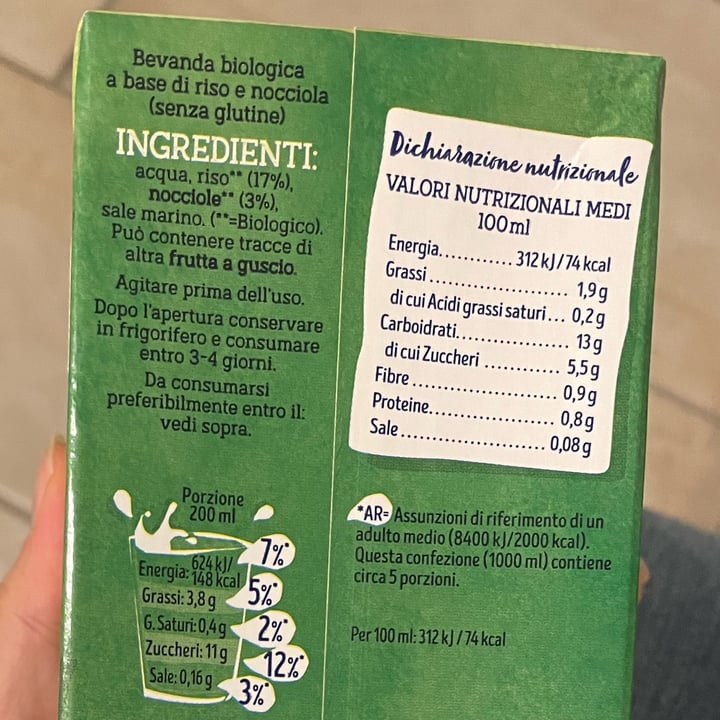 Bevanda biologica
a base di riso e nocciola
(senza glutine)
INGREDIENTI:
acqua, riso** (17%),
nocciole** (3%),
sale marino. (**=Biologico).
Può contenere tracce di
altra frutta a guscio.
Agitare prima dell'uso.
Dopo l'apertura conservare
in frigorifero e consumare
entro 3-4 giorni.
Da consumarsi
preferibilmente entro il:
vedi sopra.
Porzione
200 ml
Energia: 624 kJ/
148 kcal 7%*
Grassi: 3,8 g 5%*
G. Saturi: 0,4 g 2%*
Zuccheri: 11 g 12%*
Sale: 0,16 g 3%*
Dichiarazione nutrizionale
VALORI NUTRIZIONALI MEDI
100 ml
Energia............ 312 kJ/74 kcal
Grassi .................... 1,9 g
di cui Acidi grassi saturi... 0,2 g
Carboidrati................ 13 g
di cui Zuccheri ........... 5,5 g
Fibre ..................... 0,9 g
Proteine................... 0,8 g
Sale ...................... 0,08 g
*AR= Assunzioni di riferimento di un
adulto medio (8400 kJ/2000 kcal).
Questa confezione (1000 ml) contiene
circa 5 porzioni.
Per 100 ml: 312 kJ / 74 kcal